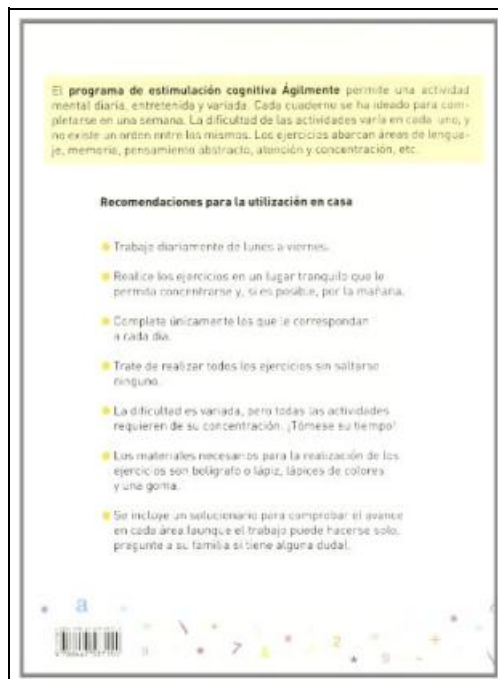 El programa de estimulación cognitiva Ágilmente permite una actividad
mental diaria, entretenida y variada. Cada cuaderno se ha ideado para com-
pletarse en una semana. La dificultad de las actividades varía en cada uno, y
no existe un orden entre los mismos. Los ejercicios abarcan áreas de lengua-
je, memoria, pensamiento abstracto, atención y concentración, etc.
Recomendaciones para la utilización en casa
Trabaje diariamente de lunes a viernes.
Realice los ejercicios en un lugar tranquilo que le
permita concentrarse y, si es posible, por la mañana.
Complete únicamente los que le correspondan
a cada día.
Trate de realizar todos los ejercicios sin saltarse
ninguno.
La dificultad es variada, pero todas las actividades
requieren de su concentración. ¡Tómese su tiempo!
Los materiales necesarios para la realización de los
ejercicios son bolígrafo o lápiz, lápices de colores
y una goma.
Se incluye un solucionario para comprobar el avance
en cada área (aunque el trabajo puede hacerse solo,
pregunte a su familia si tiene alguna duda).
a
7
2